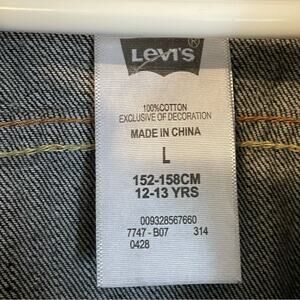 LEVI'S®
100%COTTON
EXCLUSIVE OF DECORATION
MADE IN CHINA
L
152-158CM
12-13 YRS
009328567660
7747 - B07 314
0428